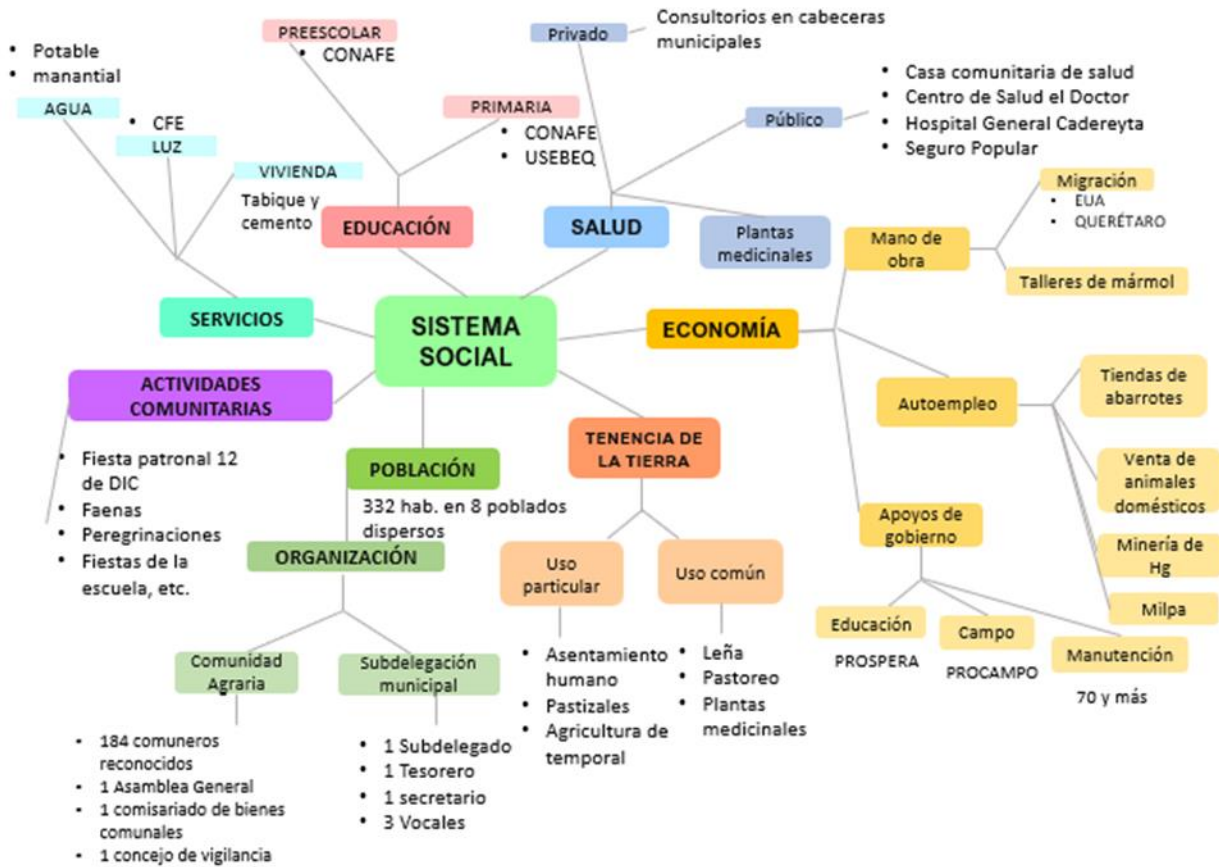 SISTEMA
SOCIAL
SERVICIOS
• Potable
• manantial
AGUA
• CFE
LUZ
VIVIENDA
Tabique y
cemento
EDUCACIÓN
PREESCOLAR
• CONAFE
PRIMARIA
• CONAFE
• USEBEQ
SALUD
Privado
Consultorios en cabeceras
municipales
Público
• Casa comunitaria de salud
• Centro de Salud el Doctor
• Hospital General Cadereyta
• Seguro Popular
Plantas
medicinales
ECONOMÍA
Mano de
obra
Migración
• EUA
• QUERÉTARO
Talleres de mármol
Autoempleo
Tiendas de
abarrotes
Venta de
animales
domésticos
Minería de
Hg
Milpa
Apoyos de
gobierno
Educación
PROSPERA
Campo
PROCAMPO
Manutención
70 y más
TENENCIA DE
LA TIERRA
Uso
particular
• Asentamiento
humano
• Pastizales
• Agricultura de
temporal
Uso común
• Leña
• Pastoreo
• Plantas
medicinales
POBLACIÓN
332 hab. en 8 poblados
dispersos
ORGANIZACIÓN
Comunidad
Agraria
- 184 comuneros
reconocidos
- 1 Asamblea General
- 1 comisariado de bienes
comunales
- 1 concejo de vigilancia
Subdelegación
municipal
• 1 Subdelegado
• 1 Tesorero
• 1 secretario
• 3 Vocales
ACTIVIDADES
COMUNITARIAS
• Fiesta patronal 12
de DIC
• Faenas
• Peregrinaciones
• Fiestas de la
escuela, etc.